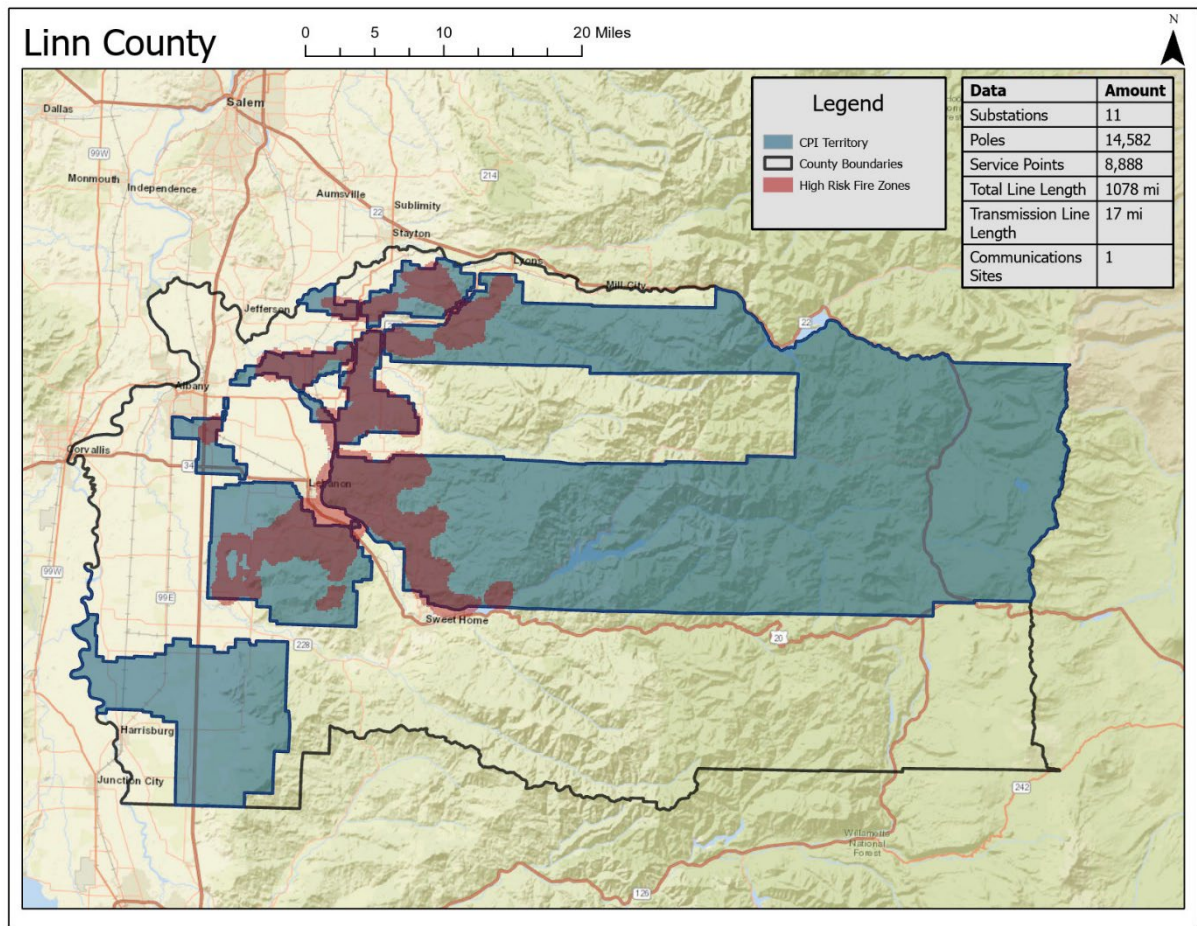 Linn County
0 5 10 20 Miles
N
Legend
CPI Territory
County Boundaries
High Risk Fire Zones
Data Amount
Substations 11
Poles 14,582
Service Points 8,888
Total Line Length 1078 mi
Transmission Line
Length 17 mi
Communications
Sites 1
Dallas
Salem
99W
Monmouth
Independence
Aumsville
214
22
Sublimity
Stayton
Lyons
Mill City
Jefferson
22
Albany
Corvallis
34
Lebanon
99W
99E
Sweet Home
20
228
Harrisburg
Junction City
242
Willamette
National
Forest
126